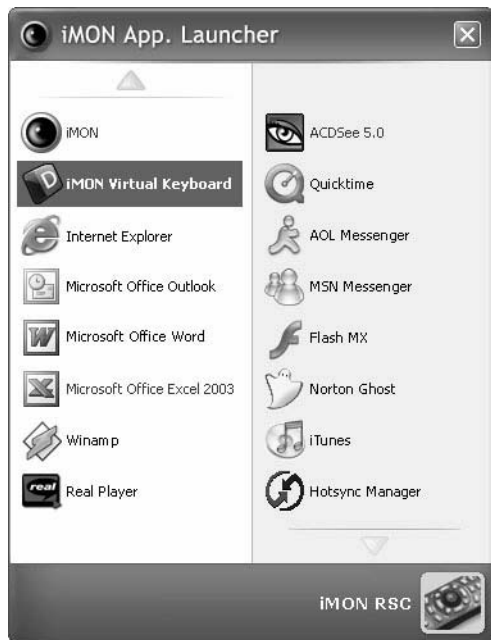 iMON App. Launcher
iMON
iMON Virtual Keyboard
Internet Explorer
Microsoft Office Outlook
Microsoft Office Word
Microsoft Office Excel 2003
Winamp
real
Real Player
ACDSee 5.0
Quicktime
AOL Messenger
MSN Messenger
Flash MX
Norton Ghost
iTunes
Hotsync Manager
iMON RSC